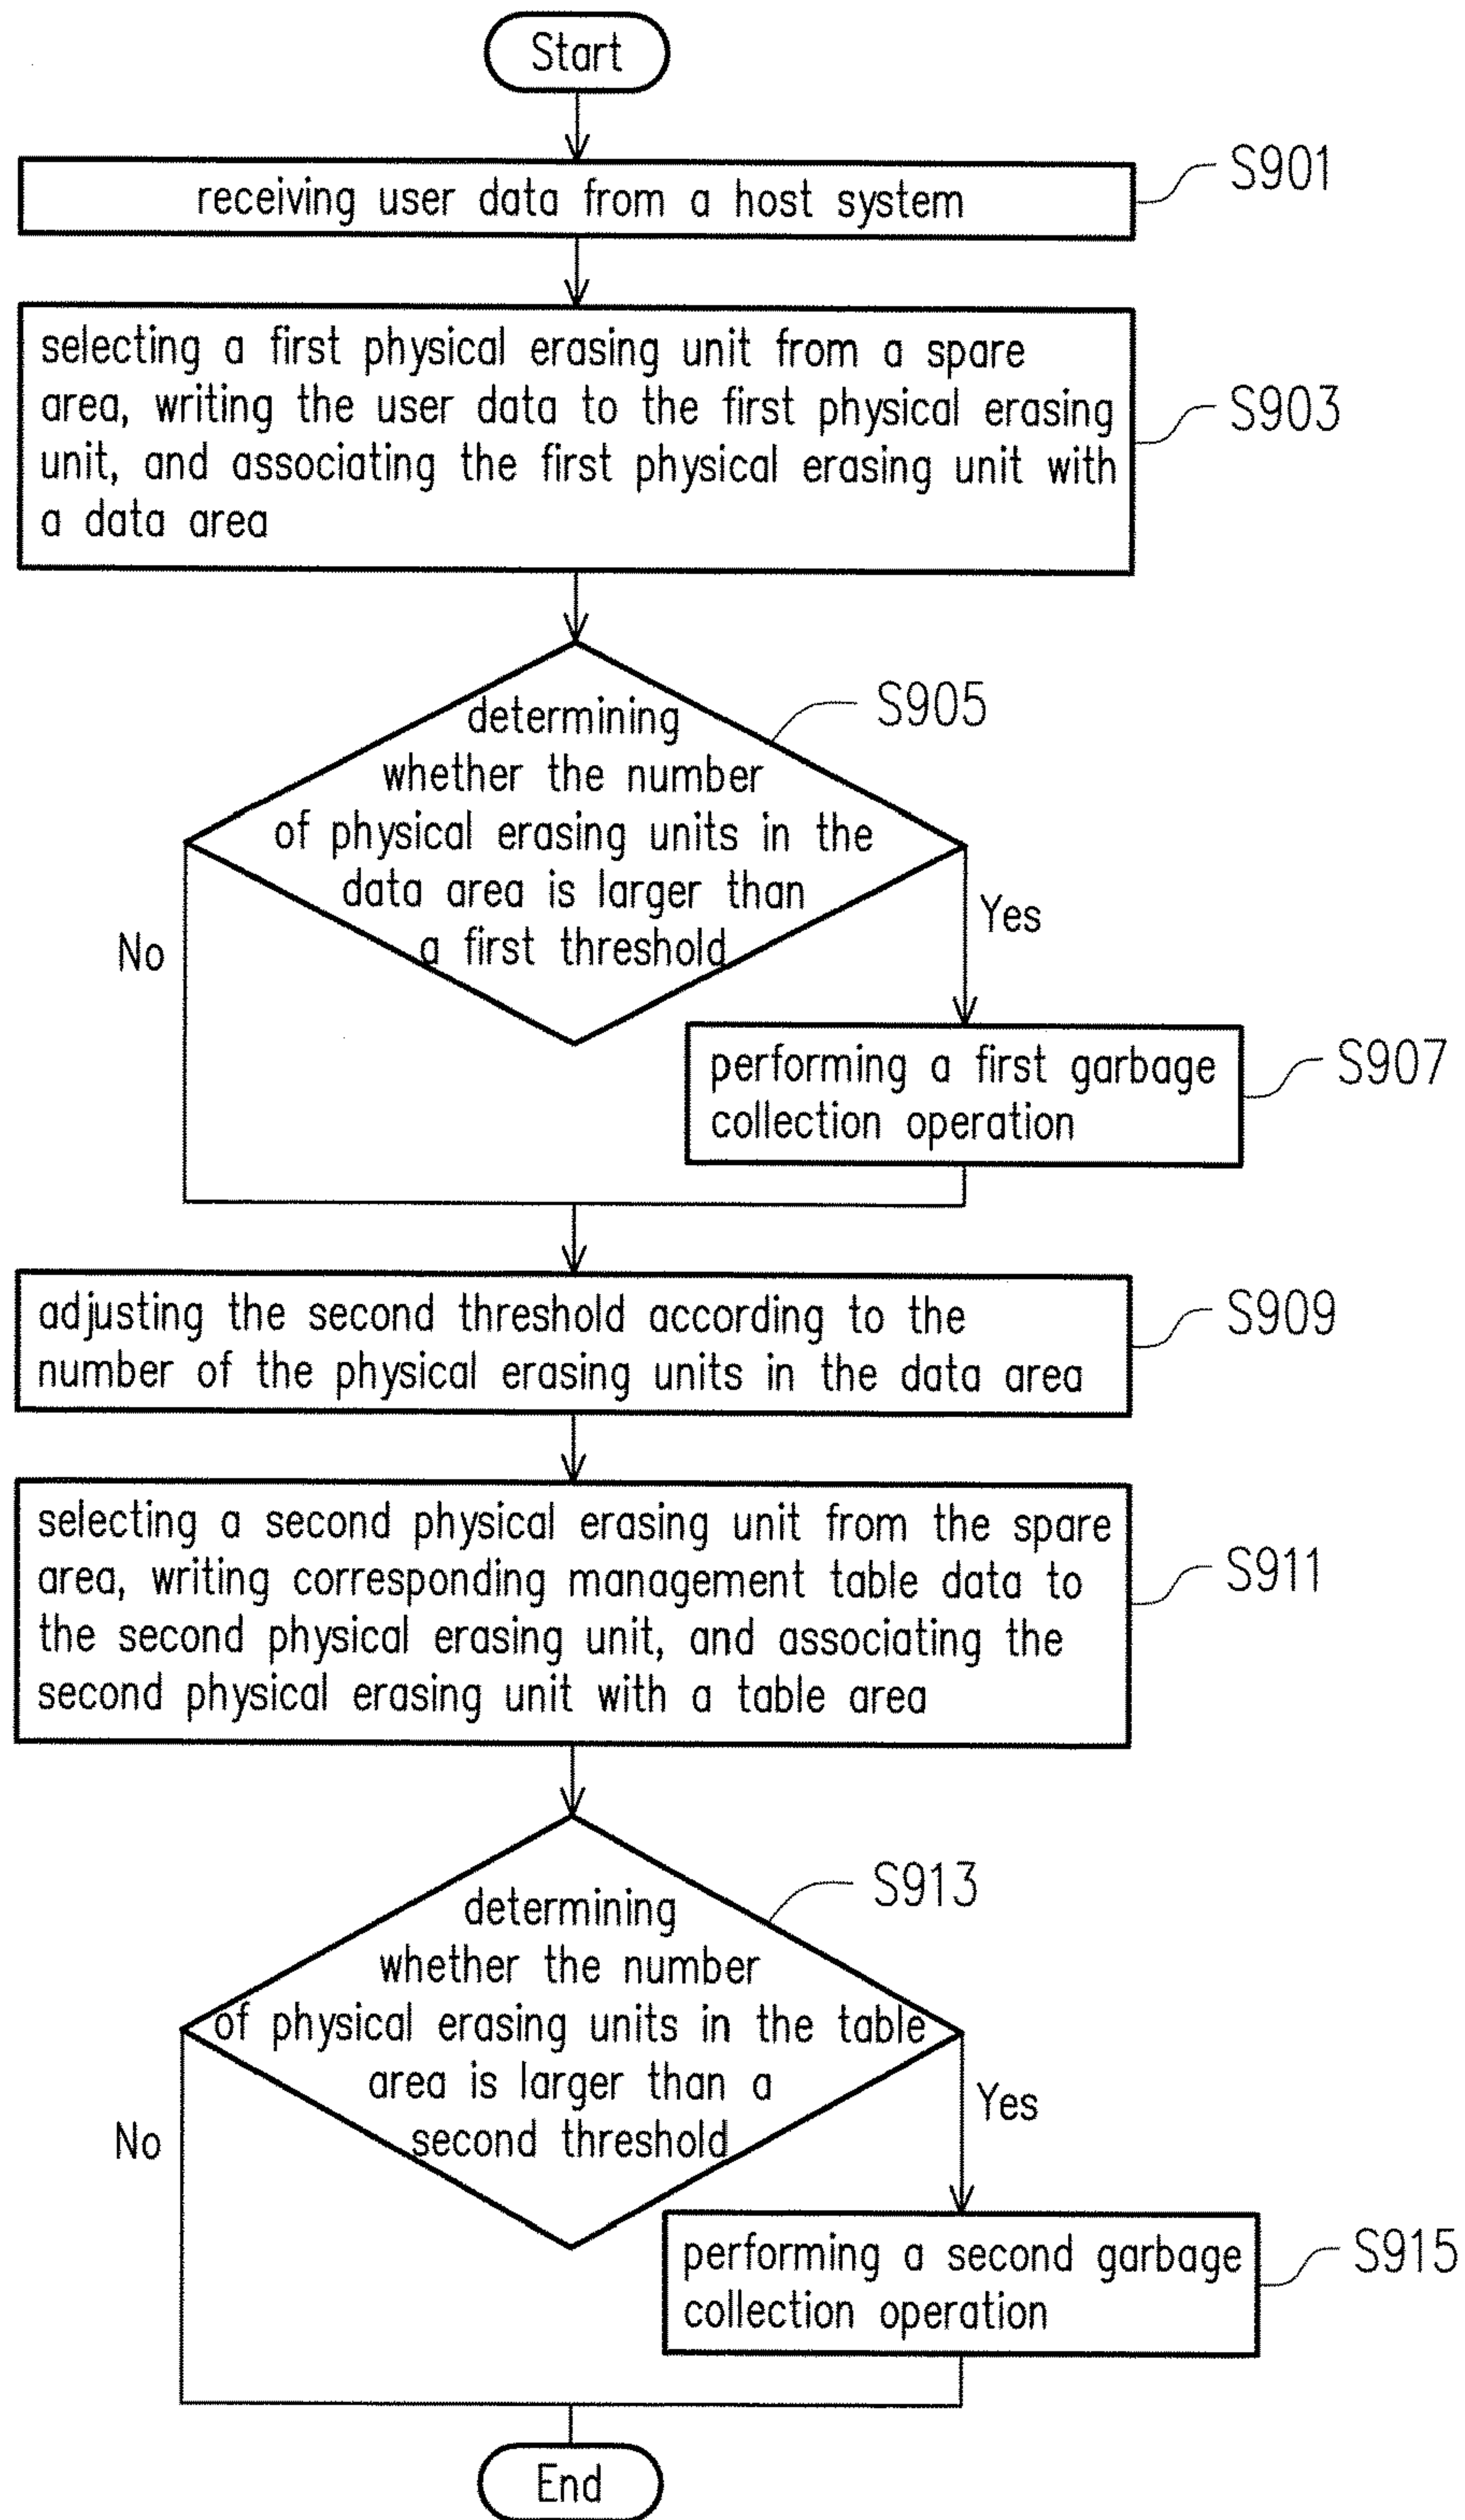 Start
receiving user data from a host system
S901
selecting a first physical erasing unit from a spare
area, writing the user data to the first physical erasing
unit, and associating the first physical erasing unit with
a data area
S903
determining
whether the number
of physical erasing units in the
data area is larger than
a first threshold
S905
No
Yes
performing a first garbage
collection operation
S907
adjusting the second threshold according to the
number of the physical erasing units in the data area
S909
selecting a second physical erasing unit from the spare
area, writing corresponding management table data to
the second physical erasing unit, and associating the
second physical erasing unit with a table area
S911
determining
whether the number
of physical erasing units in the table
area is larger than a
second threshold
S913
No
Yes
performing a second garbage
collection operation
S915
End